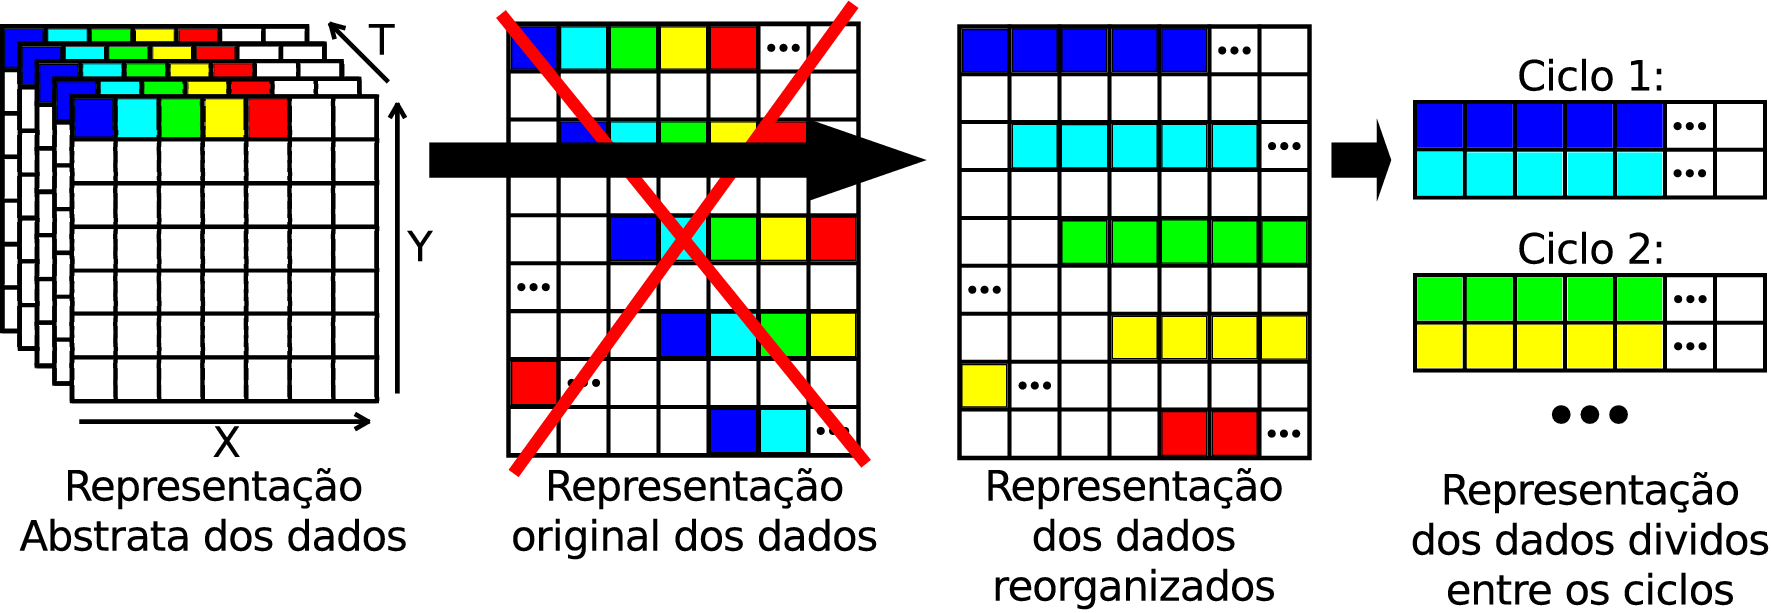 T
Y
X
Representação
Abstrata dos dados
•••
•••
•••
•••
Representação
original dos dados
•••
•••
•••
•••
•••
Representação
dos dados
reorganizados
Ciclo 1:
•••
•••
Ciclo 2:
•••
•••
•••
Representação
dos dados dividos
entre os ciclos